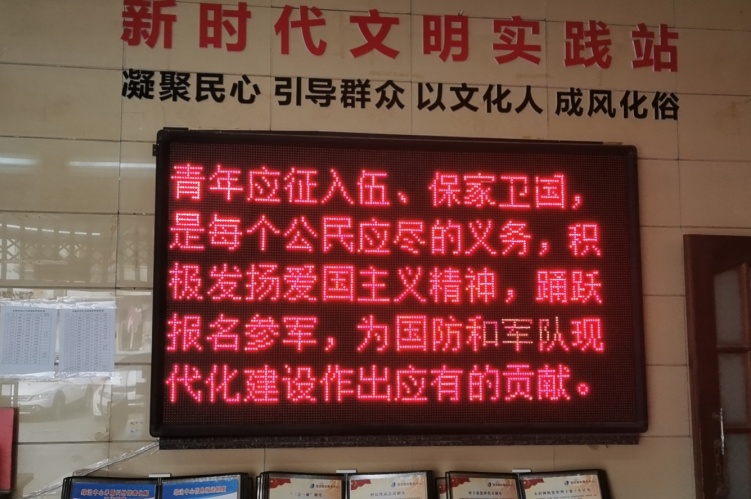 新时代文明实践站
凝聚民心 引导群众 以文化人 成风化俗
青年应征入伍、保家卫国，
是每个公民应尽的义务，积
极发扬爱国主义精神，踊跃
报名参军，为国防和军队现
代化建设作出应有的贡献。